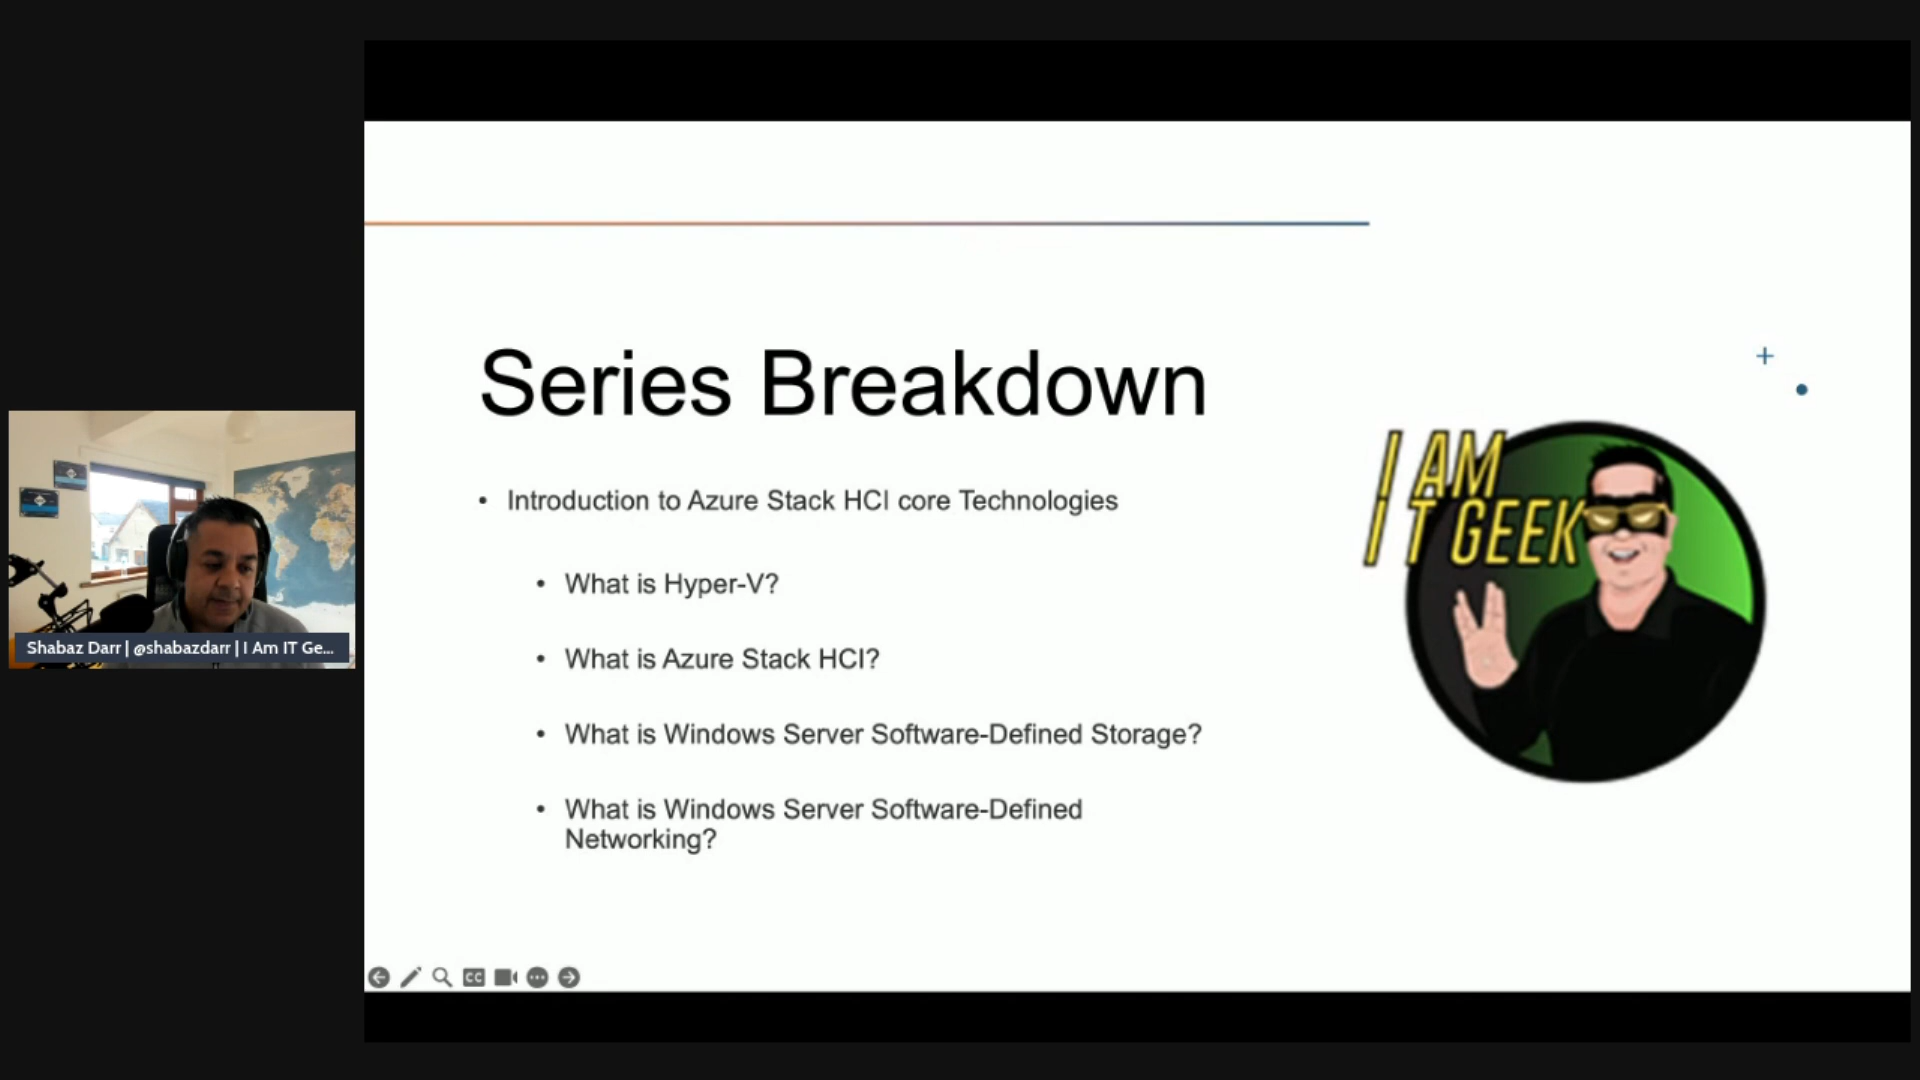 Series Breakdown
• Introduction to Azure Stack HCI core Technologies
• What is Hyper-V?
• What is Azure Stack HCI?
• What is Windows Server Software-Defined Storage?
• What is Windows Server Software-Defined
Networking?
I AM
IT GEEK
Shabaz Darr | @shabazdarr | I Am IT Ge...
CC